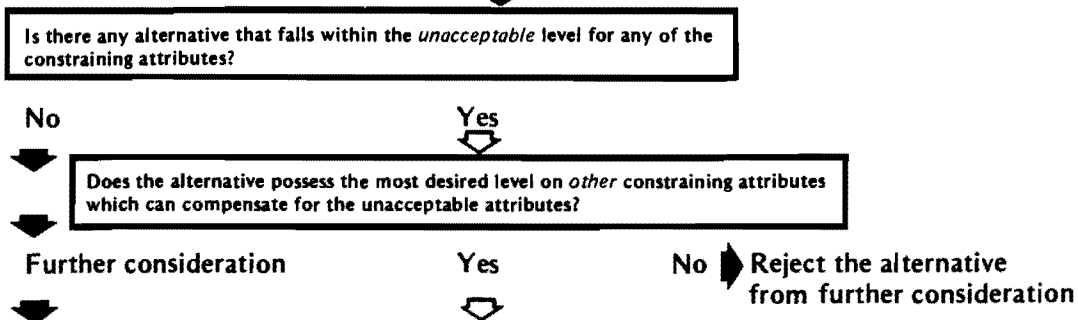 Is there any alternative that falls within the unacceptable level for any of the
constraining attributes?
No
Yes
Does the alternative possess the most desired level on other constraining attributes
which can compensate for the unacceptable attributes?
Further consideration
Yes
No
Reject the alternative
from further consideration